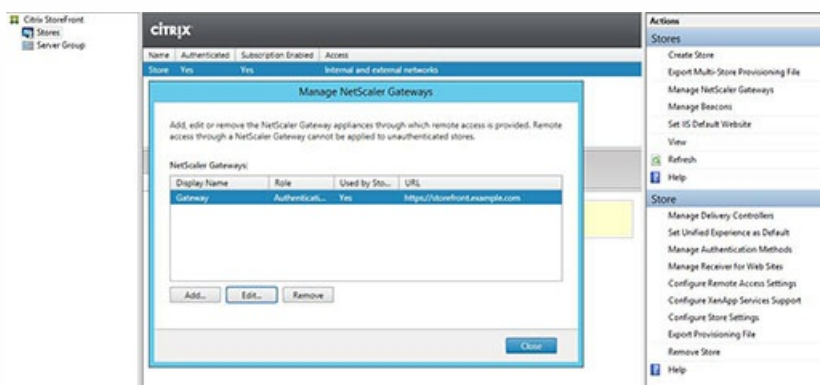 Citrix StoreFront
Stores
Server Group
CITRIX
Name Authenticated Subscription Enabled Access
Store Yes Yes Internal and external networks
Manage NetScaler Gateways
Add, edit or remove the NetScaler Gateway appliances through which remote access is provided. Remote
access through a NetScaler Gateway cannot be applied to unauthenticated stores.
NetScaler Gateways:
Display Name Role Used by Sto... URL
Gateway Authenticati... Yes https://storefront.example.com
Add... Edit... Remove
Close
Actions
Stores
Create Store
Export Multi-Store Provisioning File
Manage NetScaler Gateways
Manage Beacons
Set IIS Default Website
View
Refresh
Help
Store
Manage Delivery Controllers
Set Unified Experience as Default
Manage Authentication Methods
Manage Receiver for Web Sites
Configure Remote Access Settings
Configure XenApp Services Support
Configure Store Settings
Export Provisioning File
Remove Store
Help